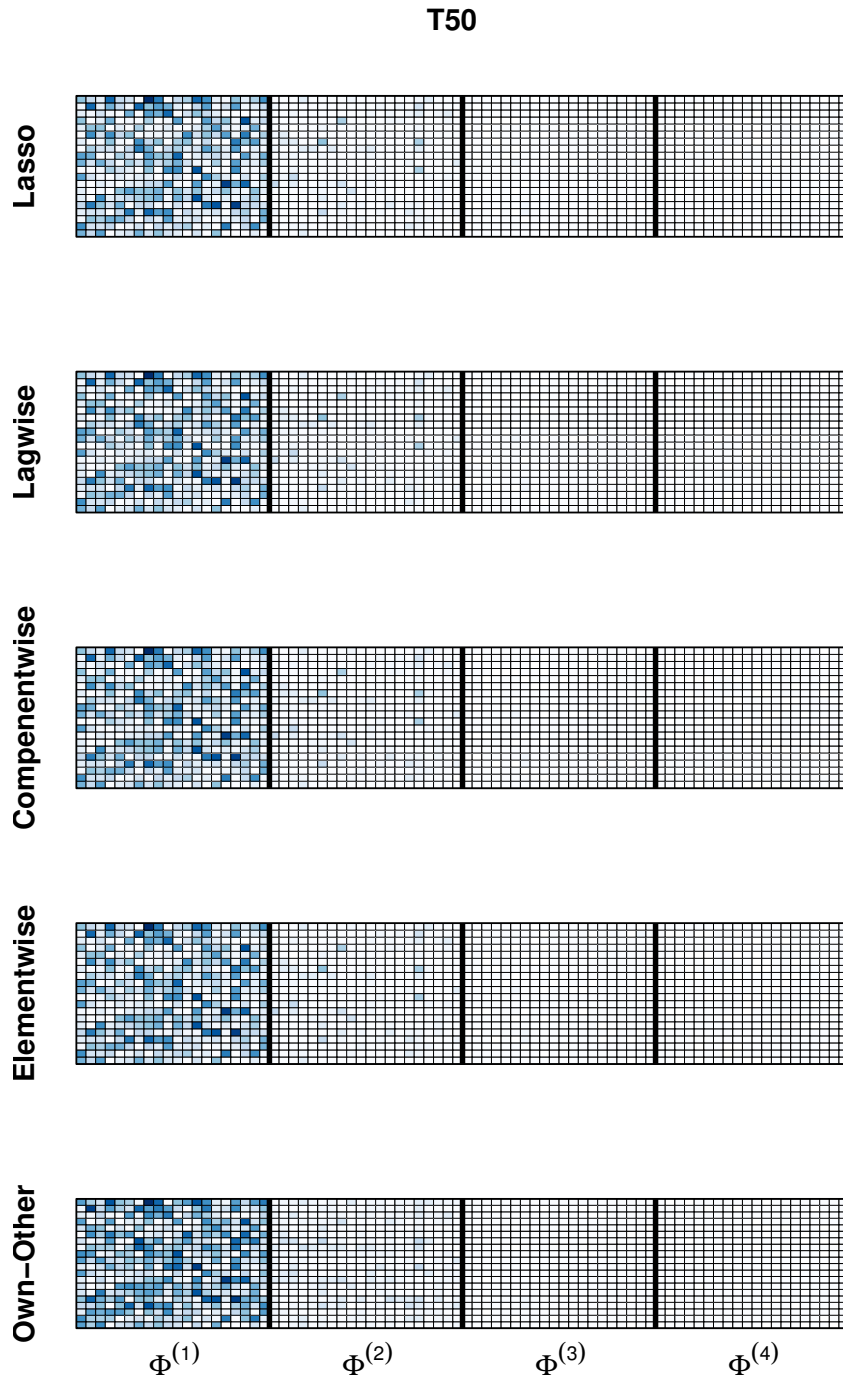 T50
Lasso
Lagwise
Compenentwise
Elementwise
Own−Other
Φ(1) Φ(2) Φ(3) Φ(4)